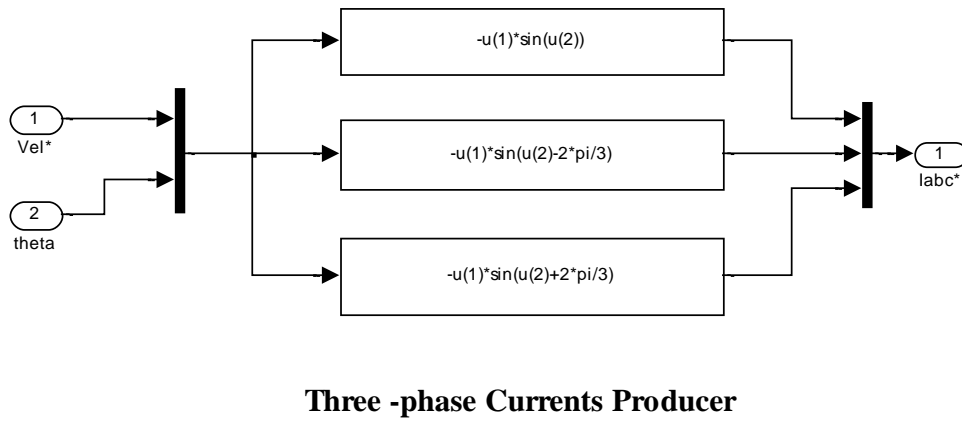 -u(1)*sin(u(2))
1
Vel*
-u(1)*sin(u(2)-2*pi/3)
1
Iabc*
2
theta
-u(1)*sin(u(2)+2*pi/3)
Three -phase Currents Producer